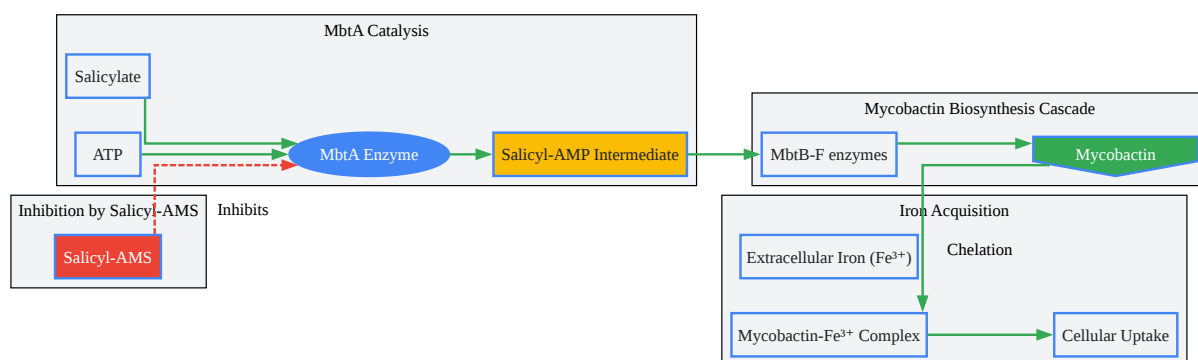 MbtA Catalysis
Salicylate
ATP
MbtA Enzyme
Salicyl-AMP Intermediate
Mycobactin Biosynthesis Cascade
MbtB-F enzymes
Mycobactin
Inhibition by Salicyl-AMS
Inhibits
Salicyl-AMS
Iron Acquisition
Extracellular Iron (Fe³⁺)
Chelation
Mycobactin-Fe³⁺ Complex
Cellular Uptake